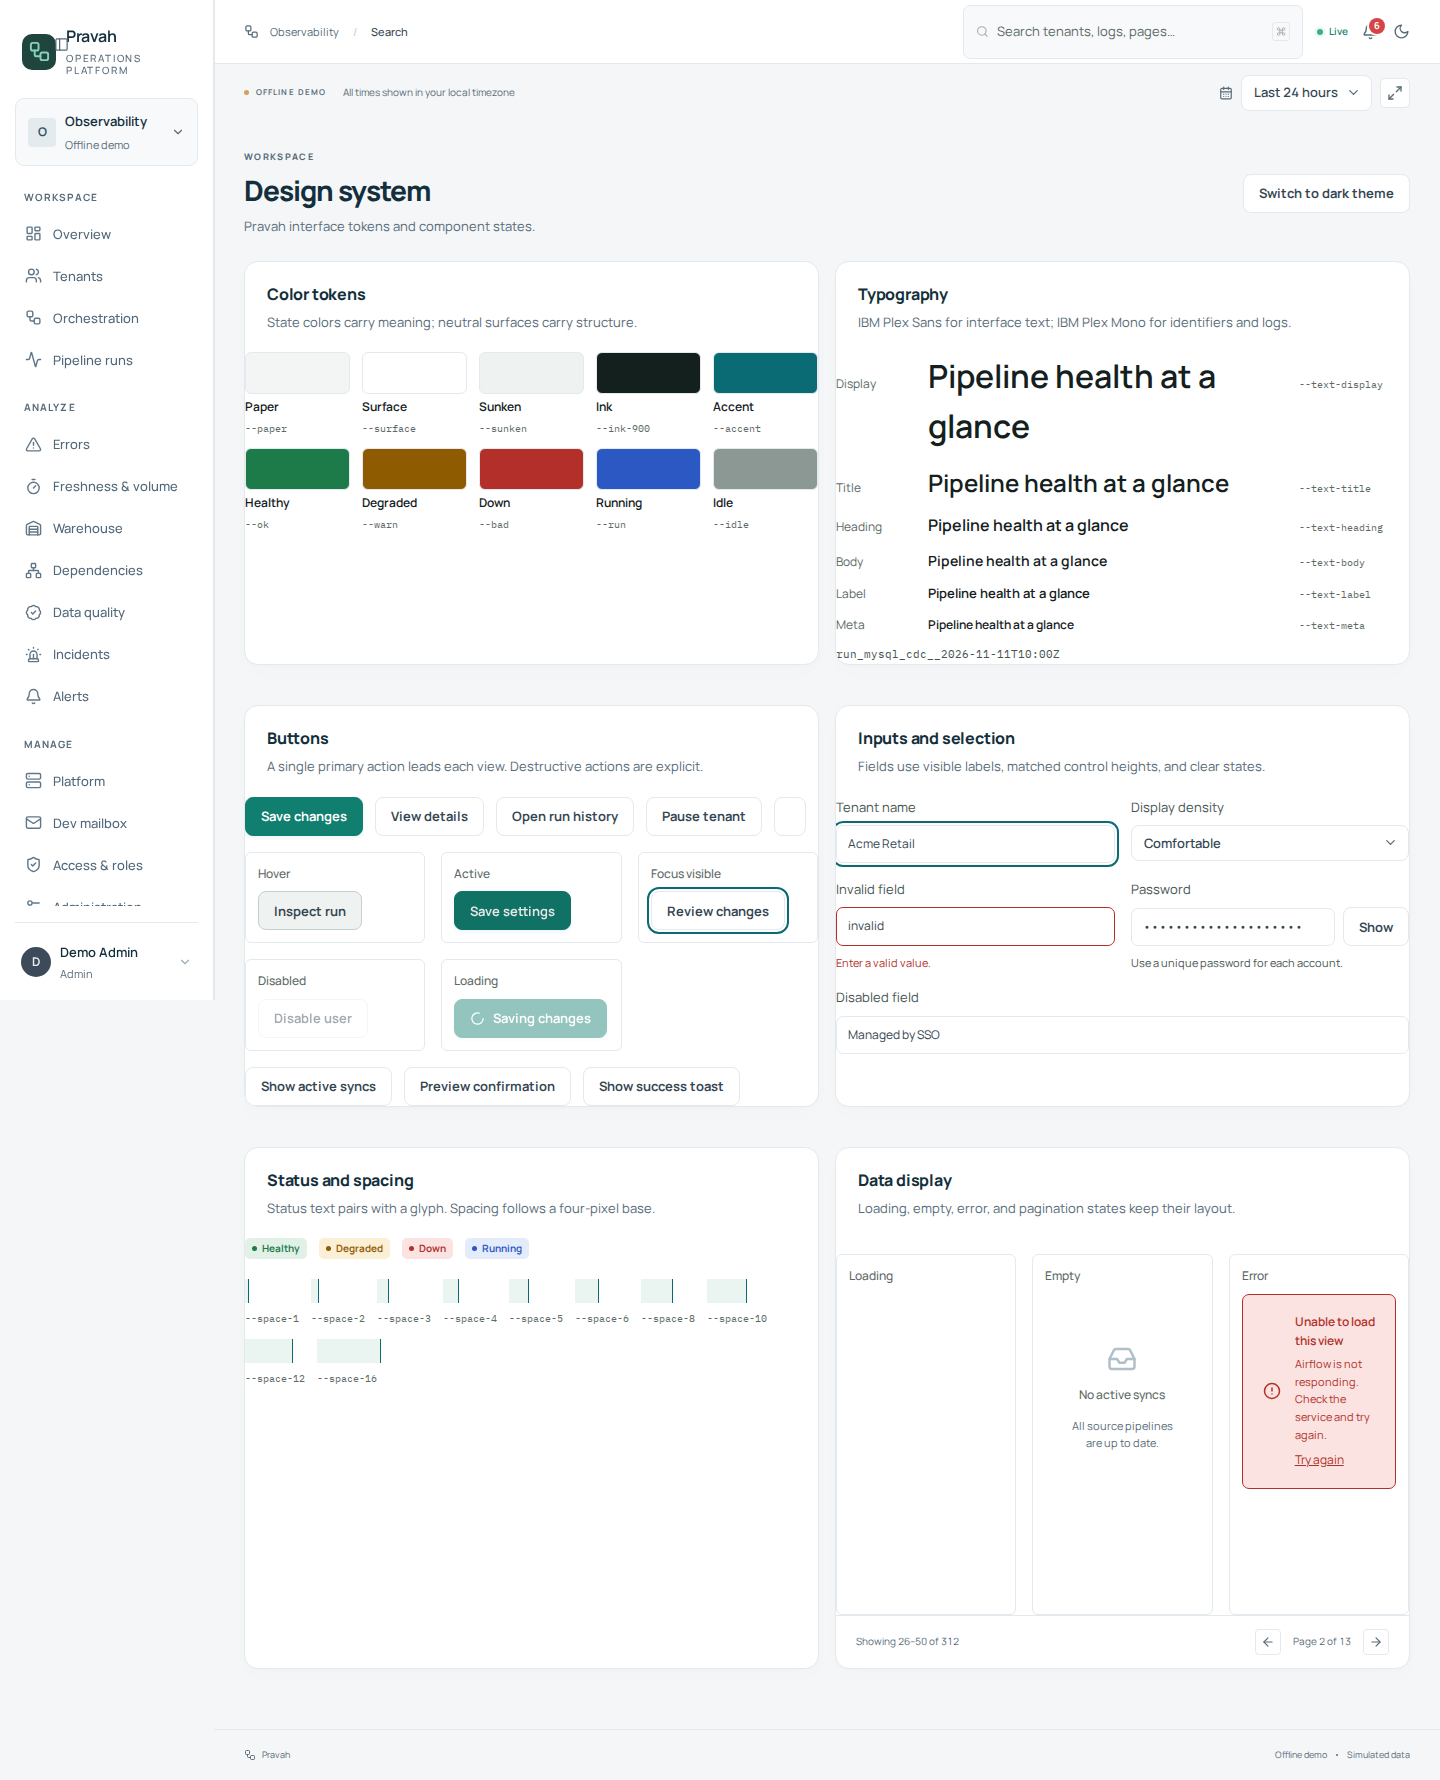 Pravah
OPERATIONS
PLATFORM
O
Observability
Offline demo
WORKSPACE
Overview
Tenants
Orchestration
Pipeline runs
ANALYZE
Errors
Freshness & volume
Warehouse
Dependencies
Data quality
Incidents
Alerts
MANAGE
Platform
Dev mailbox
Access & roles
Administration
D
Demo Admin
Admin
Observability / Search
Search tenants, logs, pages...
⌘
Live
6
OFFLINE DEMO
All times shown in your local timezone
Last 24 hours
WORKSPACE
Design system
Pravah interface tokens and component states.
Switch to dark theme
Color tokens
State colors carry meaning; neutral surfaces carry structure.
Paper
Surface
Sunken
Ink
Accent
--paper
--surface
--sunken
--ink-900
--accent
Healthy
Degraded
Down
Running
Idle
--ok
--warn
--bad
--run
--idle
Typography
IBM Plex Sans for interface text; IBM Plex Mono for identifiers and logs.
Display
Pipeline health at a
glance
--text-display
Title
Pipeline health at a glance
--text-title
Heading
Pipeline health at a glance
--text-heading
Body
Pipeline health at a glance
--text-body
Label
Pipeline health at a glance
--text-label
Meta
Pipeline health at a glance
--text-meta
run_mysql_cdc__2026-11-11T10:00Z
Buttons
A single primary action leads each view. Destructive actions are explicit.
Save changes
View details
Open run history
Pause tenant
Hover
Inspect run
Active
Save settings
Focus visible
Review changes
Disabled
Disable user
Loading
Saving changes
Show active syncs
Preview confirmation
Show success toast
Inputs and selection
Fields use visible labels, matched control heights, and clear states.
Tenant name
Acme Retail
Display density
Comfortable
Invalid field
invalid
Enter a valid value.
Password
Show
Use a unique password for each account.
Disabled field
Managed by SSO
Status and spacing
Status text pairs with a glyph. Spacing follows a four-pixel base.
Healthy
Degraded
Down
Running
--space-1
--space-2
--space-3
--space-4
--space-5
--space-6
--space-8
--space-10
--space-12
--space-16
Data display
Loading, empty, error, and pagination states keep their layout.
Loading
Empty
No active syncs
All source pipelines
are up to date.
Error
Unable to load
this view
Airflow is not
responding.
Check the
service and try
again.
Try again
Showing 26-50 of 312
Page 2 of 13
Pravah
Offline demo • Simulated data